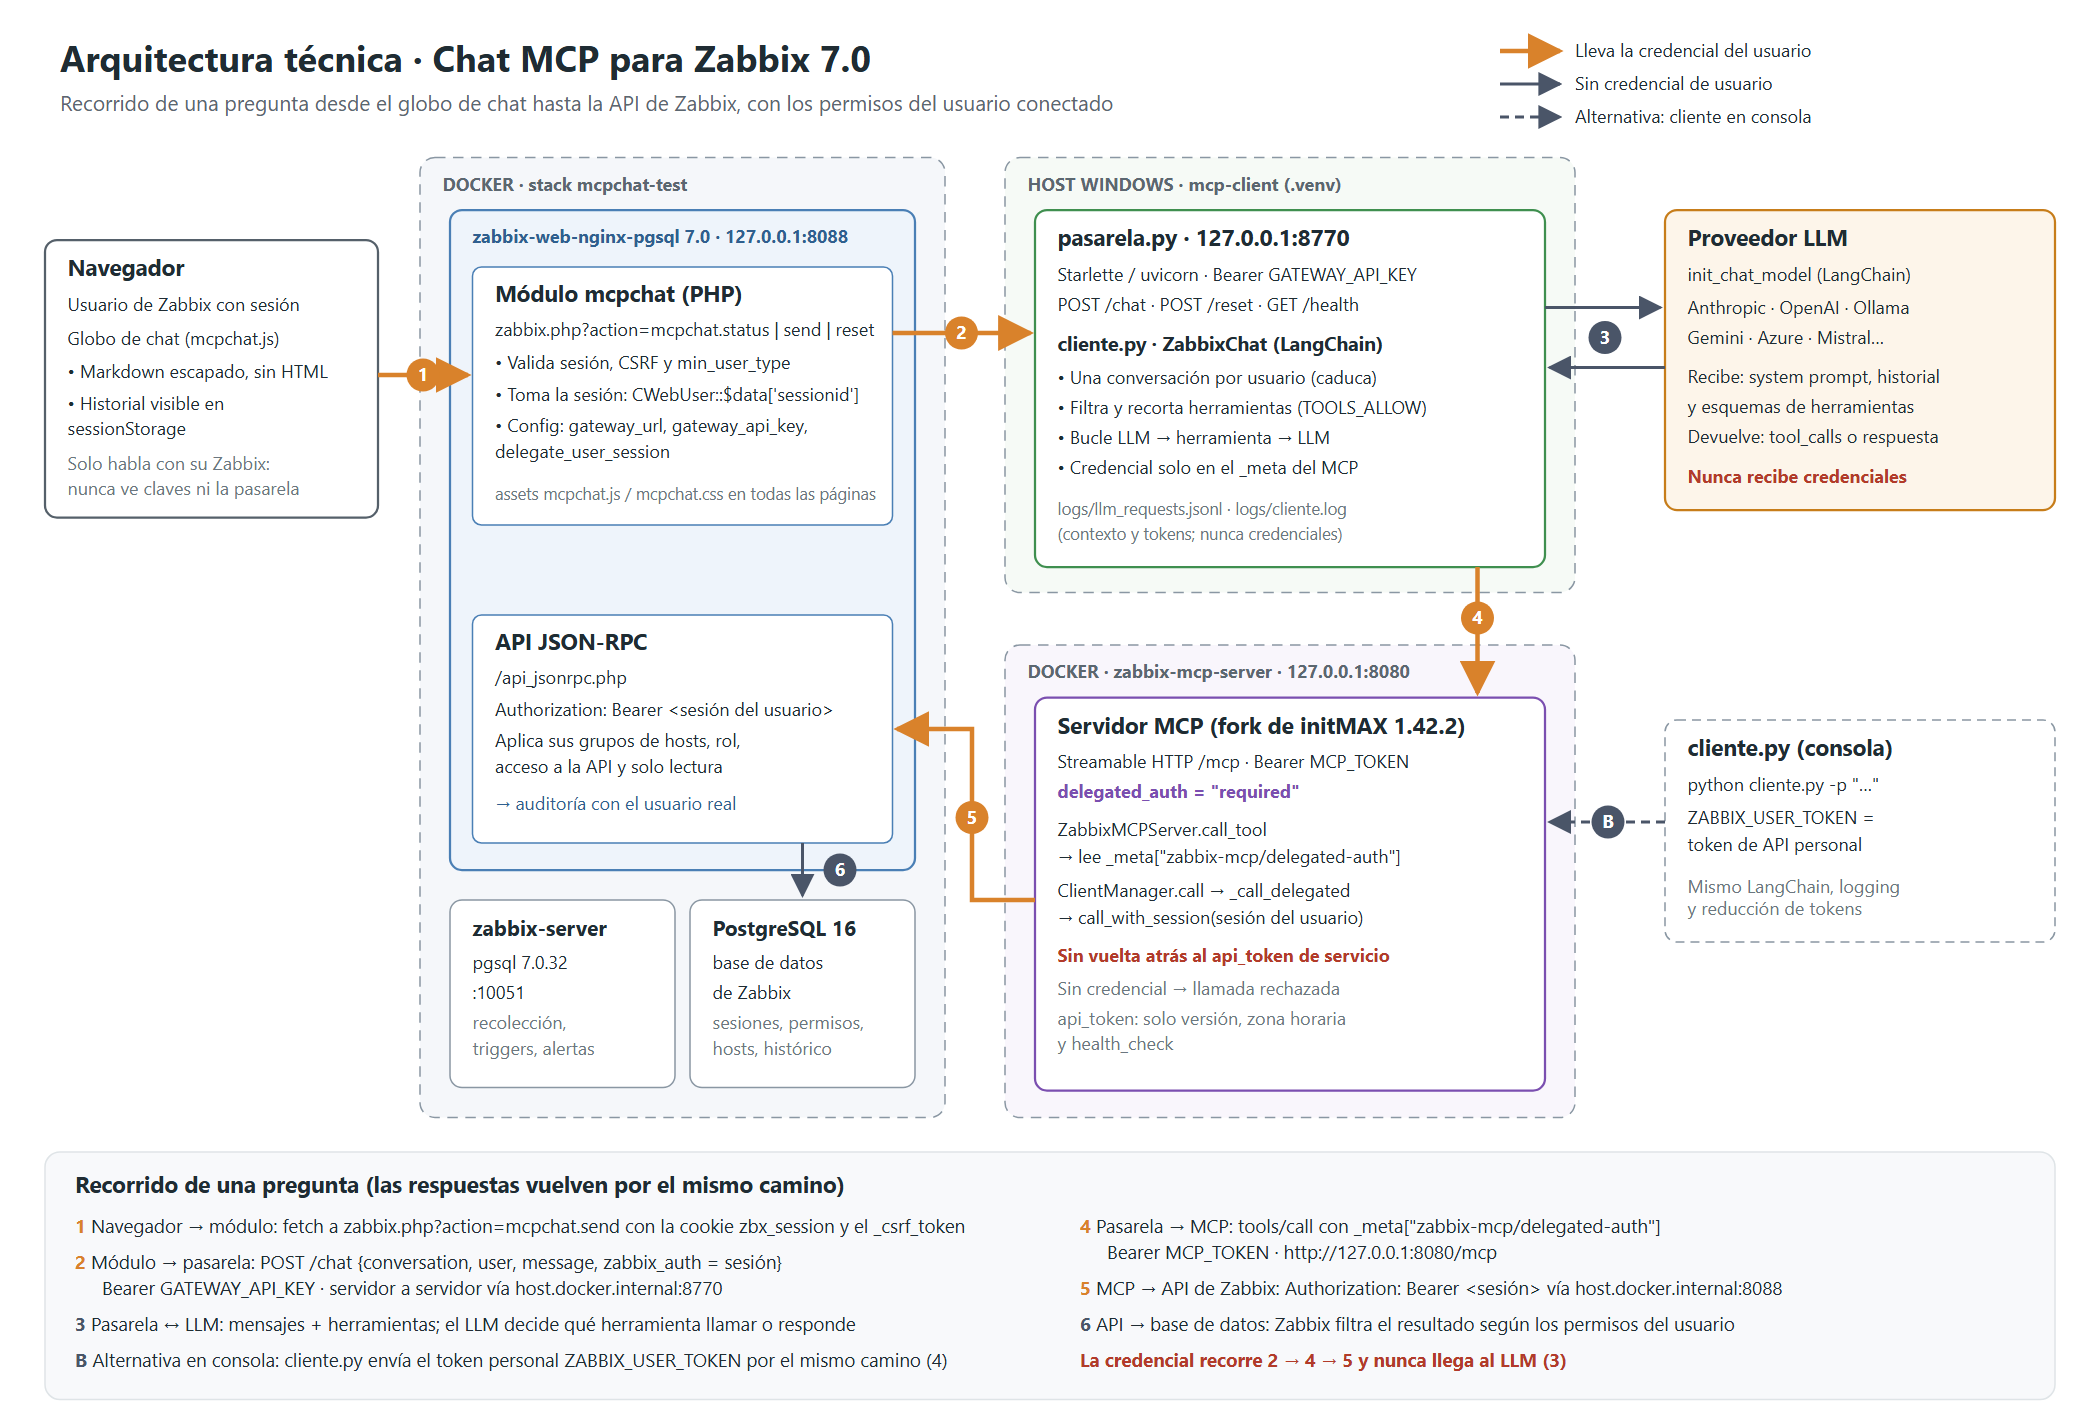 Arquitectura técnica · Chat MCP para Zabbix 7.0
Recorrido de una pregunta desde el globo de chat hasta la API de Zabbix, con los permisos del usuario conectado
Lleva la credencial del usuario
Sin credencial de usuario
Alternativa: cliente en consola
Navegador
Usuario de Zabbix con sesión
Globo de chat (mcpchat.js)
• Markdown escapado, sin HTML
• Historial visible en
sessionStorage
Solo habla con su Zabbix:
nunca ve claves ni la pasarela
1
DOCKER · stack mcpchat-test
zabbix-web-nginx-pgsql 7.0 · 127.0.0.1:8088
Módulo mcpchat (PHP)
zabbix.php?action=mcpchat.status | send | reset
• Valida sesión, CSRF y min_user_type
• Toma la sesión: CWebUser::$data['sessionid']
• Config: gateway_url, gateway_api_key,
delegate_user_session
assets mcpchat.js / mcpchat.css en todas las páginas
2
API JSON-RPC
/api_jsonrpc.php
Authorization: Bearer <sesión del usuario>
Aplica sus grupos de hosts, rol,
acceso a la API y solo lectura
→ auditoría con el usuario real
6
zabbix-server
pgsql 7.0.32
:10051
recolección,
triggers, alertas
PostgreSQL 16
base de datos
de Zabbix
sesiones, permisos,
hosts, histórico
HOST WINDOWS · mcp-client (.venv)
pasarela.py · 127.0.0.1:8770
Starlette / uvicorn · Bearer GATEWAY_API_KEY
POST /chat · POST /reset · GET /health
cliente.py · ZabbixChat (LangChain)
• Una conversación por usuario (caduca)
• Filtra y recorta herramientas (TOOLS_ALLOW)
• Bucle LLM → herramienta → LLM
• Credencial solo en el _meta del MCP
logs/llm_requests.jsonl · logs/cliente.log
(contexto y tokens; nunca credenciales)
3
Proveedor LLM
init_chat_model (LangChain)
Anthropic · OpenAI · Ollama
Gemini · Azure · Mistral...
Recibe: system prompt, historial
y esquemas de herramientas
Devuelve: tool_calls o respuesta
Nunca recibe credenciales
4
DOCKER · zabbix-mcp-server · 127.0.0.1:8080
Servidor MCP (fork de initMAX 1.42.2)
Streamable HTTP /mcp · Bearer MCP_TOKEN
delegated_auth = "required"
ZabbixMCPServer.call_tool
→ lee _meta["zabbix-mcp/delegated-auth"]
ClientManager.call → _call_delegated
→ call_with_session(sesión del usuario)
Sin vuelta atrás al api_token de servicio
Sin credencial → llamada rechazada
api_token: solo versión, zona horaria
y health_check
5
B
cliente.py (consola)
python cliente.py -p "..."
ZABBIX_USER_TOKEN =
token de API personal
Mismo LangChain, logging
y reducción de tokens
Recorrido de una pregunta (las respuestas vuelven por el mismo camino)
1 Navegador → módulo: fetch a zabbix.php?action=mcpchat.send con la cookie zbx_session y el _csrf_token
2 Módulo → pasarela: POST /chat {conversation, user, message, zabbix_auth = sesión}
Bearer GATEWAY_API_KEY · servidor a servidor vía host.docker.internal:8770
3 Pasarela ↔ LLM: mensajes + herramientas; el LLM decide qué herramienta llamar o responde
B Alternativa en consola: cliente.py envía el token personal ZABBIX_USER_TOKEN por el mismo camino (4)
4 Pasarela → MCP: tools/call con _meta["zabbix-mcp/delegated-auth"]
Bearer MCP_TOKEN · http://127.0.0.1:8080/mcp
5 MCP → API de Zabbix: Authorization: Bearer <sesión> vía host.docker.internal:8088
6 API → base de datos: Zabbix filtra el resultado según los permisos del usuario
La credencial recorre 2 → 4 → 5 y nunca llega al LLM (3)